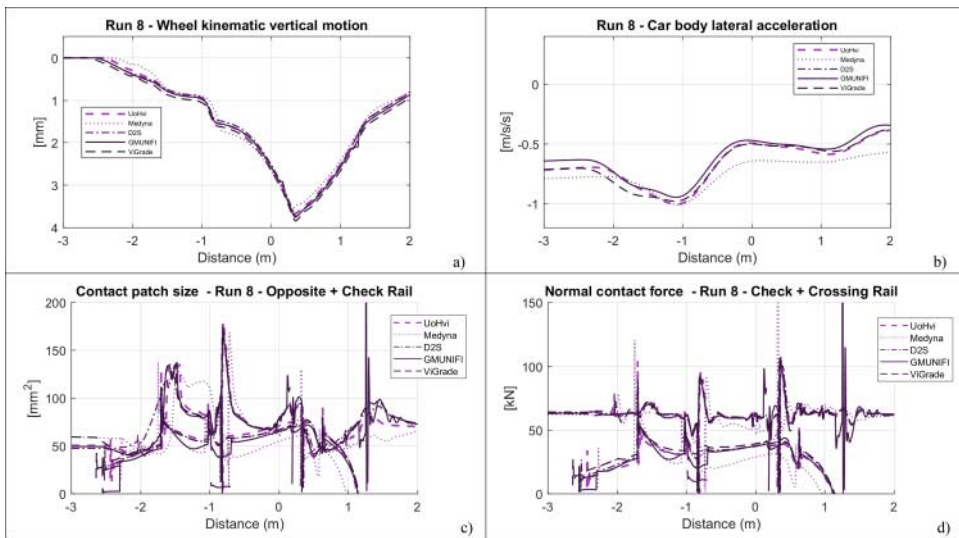 Run 8 - Wheel kinematic vertical motion
0
1
2
3
4
[mm]
UoHvi
Medyna
D2S
GMUNIFI
ViGrade
-3 -2 -1 0 1 2
Distance (m)
a)
Run 8 - Car body lateral acceleration
0
-0.5
-1
[m/s/s]
UoHvi
Medyna
D2S
GMUNIFI
ViGrade
-3 -2 -1 0 1 2
Distance (m)
b)
Contact patch size - Run 8 - Opposite + Check Rail
200
150
100
50
0
[mm2]
UoHvi
Medyna
D2S
GMUNIFI
ViGrade
-3 -2 -1 0 1 2
Distance (m)
c)
Normal contact force - Run 8 - Check + Crossing Rail
150
100
50
0
[kN]
UoHvi
Medyna
D2S
GMUNIFI
ViGrade
-3 -2 -1 0 1 2
Distance (m)
d)